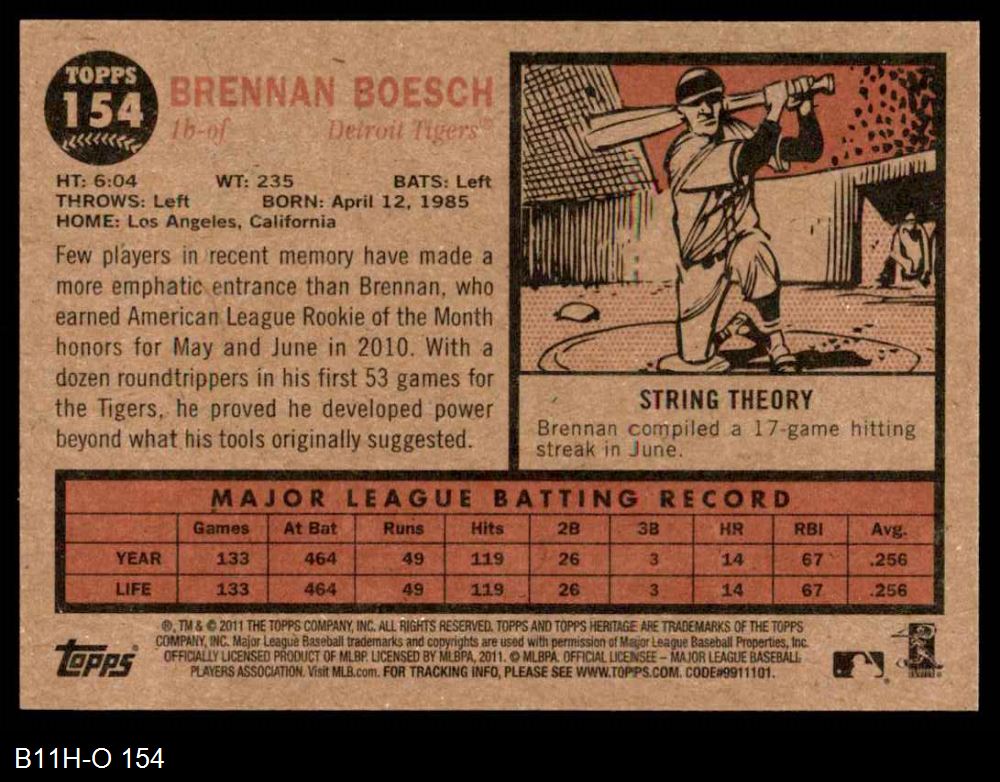 TOPPS
154
BRENNAN BOESCH
1b-of Detroit Tigers™
HT: 6:04 WT: 235 BATS: Left
THROWS: Left BORN: April 12, 1985
HOME: Los Angeles, California
Few players in recent memory have made a
more emphatic entrance than Brennan, who
earned American League Rookie of the Month
honors for May and June in 2010. With a
dozen roundtrippers in his first 53 games for
the Tigers, he proved he developed power
beyond what his tools originally suggested.
STRING THEORY
Brennan compiled a 17-game hitting
streak in June.
MAJOR LEAGUE BATTING RECORD
Games At Bat Runs Hits 2B 3B HR RBI Avg.
YEAR 133 464 49 119 26 3 14 67 .256
LIFE 133 464 49 119 26 3 14 67 .256
®, TM & © 2011 THE TOPPS COMPANY, INC. ALL RIGHTS RESERVED. TOPPS AND TOPPS HERITAGE ARE TRADEMARKS OF THE TOPPS
COMPANY, INC. Major League Baseball trademarks and copyrights are used with permission of Major League Baseball Properties, Inc.
OFFICIALLY LICENSED PRODUCT OF MLBP. LICENSED BY MLBPA, 2011. © MLBPA. OFFICIAL LICENSEE – MAJOR LEAGUE BASEBALL
PLAYERS ASSOCIATION. Visit MLB.com. FOR TRACKING INFO, PLEASE SEE WWW.TOPPS.COM. CODE#9911101.
Topps
B11H-O 154